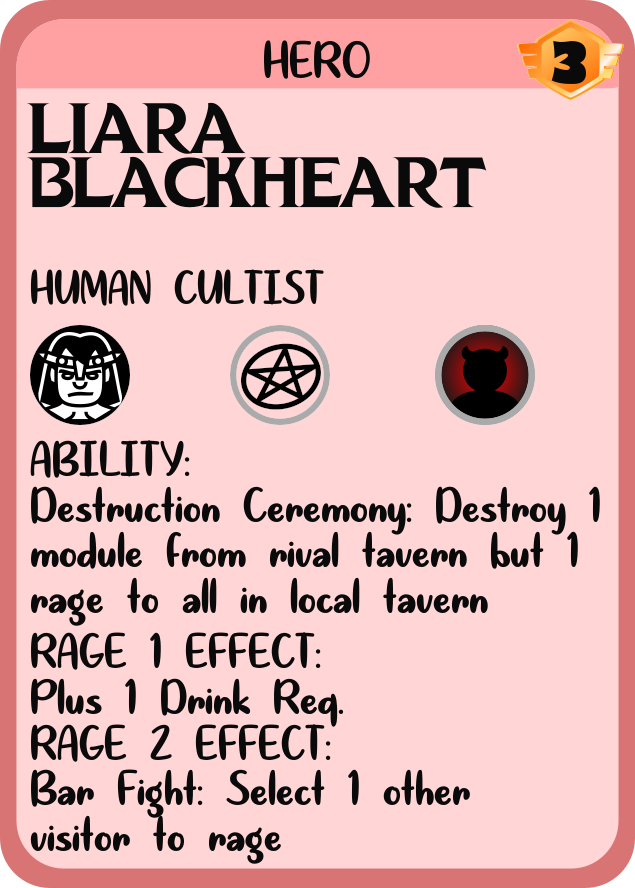 HERO
3
LIARA
BLACKHEART
HUMAN CULTIST
ABILITY:
Destruction Ceremony: Destroy 1
module from rival tavern but 1
rage to all in local tavern
RAGE 1 EFFECT:
Plus 1 Drink Req.
RAGE 2 EFFECT:
Bar Fight: Select 1 other
visitor to rage